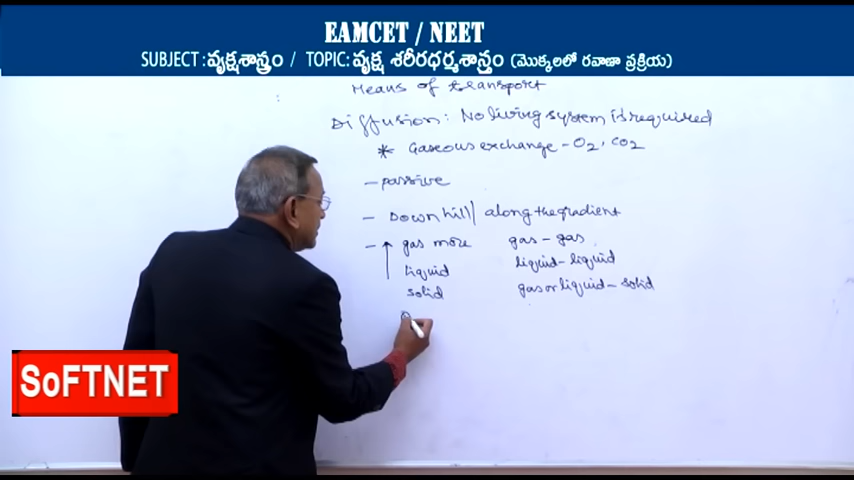 EAMCET / NEET
SUBJECT : వృక్షశాస్త్రం / TOPIC: వృక్ష శరీరధర్మశాస్త్రం (మొక్కలలో రవాణా ప్రక్రియ)
Means of transport
Diffusion: No living system is required
* Gaseous exchange - O2, CO2
- passive
- Down hill / along the gradient
- ↑ gas more gas - gas
liquid liquid - liquid
solid gas or liquid - solid
SoFTNET